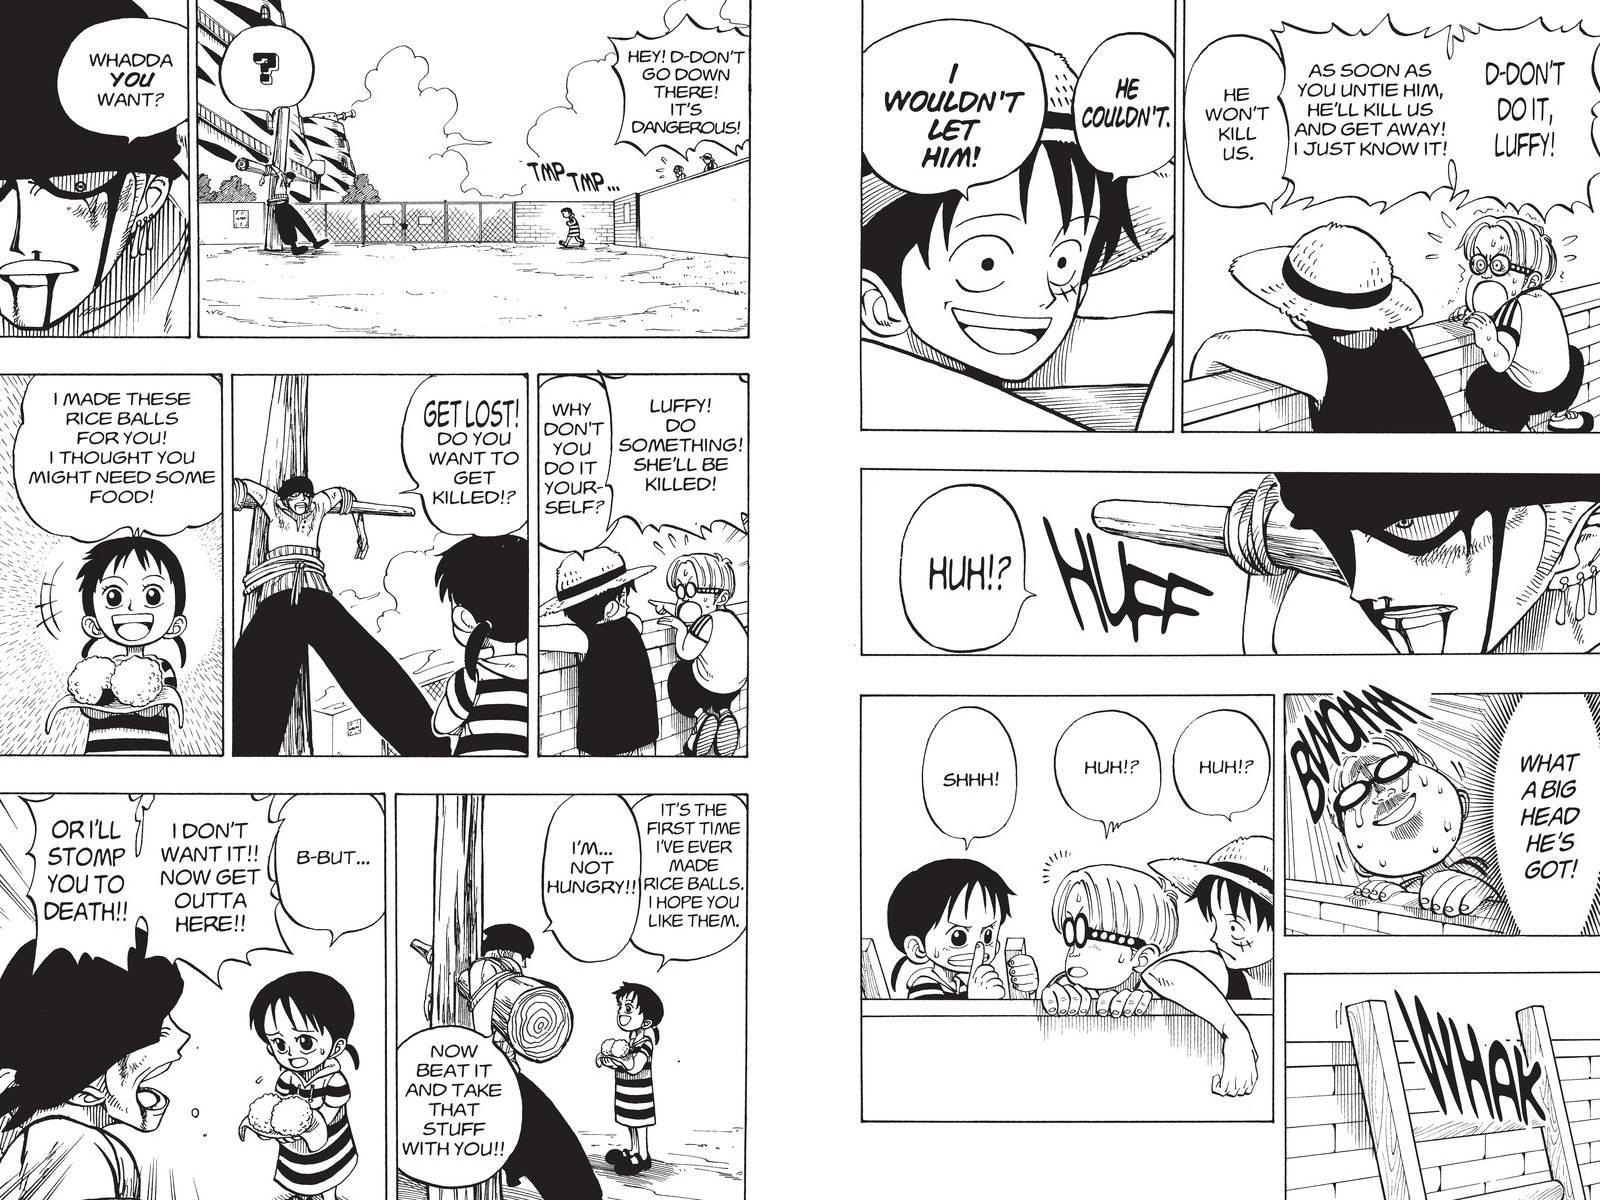 D-DON'T
DO IT,
LUFFY!
AS SOON AS
YOU UNTIE HIM,
HE'LL KILL US
AND GET AWAY!
I JUST KNOW IT!
HE
WON'T
KILL
US.
HE
COULDN'T.
I
WOULDN'T
LET
HIM!
HUFF
HUH!?
WHAT
A BIG
HEAD
HE'S
GOT!
BWOMM
WHAK
HUH!?
HUH!?
SHHH!
HEY! D-DON'T
GO DOWN
THERE!
IT'S
DANGEROUS!
TMP TMP...
?
WHADDA
YOU
WANT?
LUFFY!
DO
SOMETHING!
SHE'LL BE
KILLED!
WHY
DON'T
YOU
DO IT
YOUR-
SELF?
GET LOST!
DO YOU
WANT TO
GET
KILLED!?
I MADE THESE
RICE BALLS
FOR YOU!
I THOUGHT YOU
MIGHT NEED SOME
FOOD!
IT'S THE
FIRST TIME
I'VE EVER
MADE
RICE BALLS.
I HOPE YOU
LIKE THEM.
I'M...
NOT
HUNGRY!!
NOW
BEAT IT
AND TAKE
THAT
STUFF
WITH YOU!!
B-BUT...
I DON'T
WANT IT!!
NOW GET
OUTTA
HERE!!
OR I'LL
STOMP
YOU TO
DEATH!!